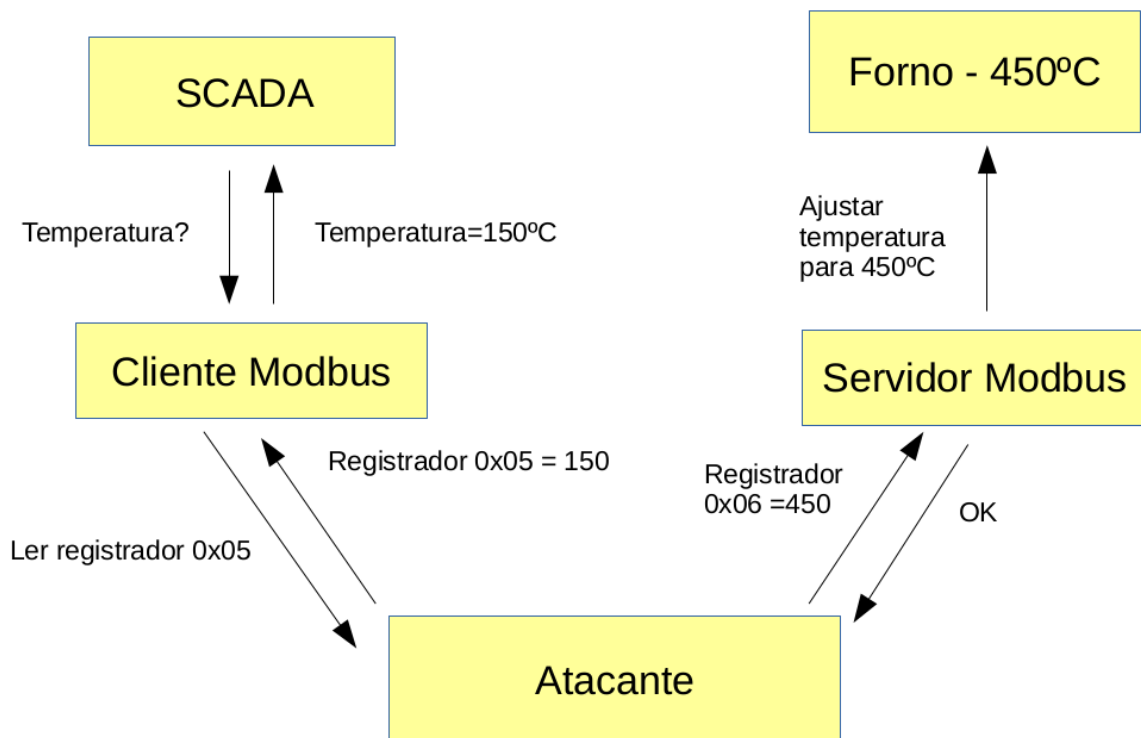 SCADA
Forno - 450ºC
Temperatura?
Temperatura=150ºC
Ajustar
temperatura
para 450ºC
Cliente Modbus
Servidor Modbus
Registrador 0x05 = 150
Registrador
0x06 =450
OK
Ler registrador 0x05
Atacante